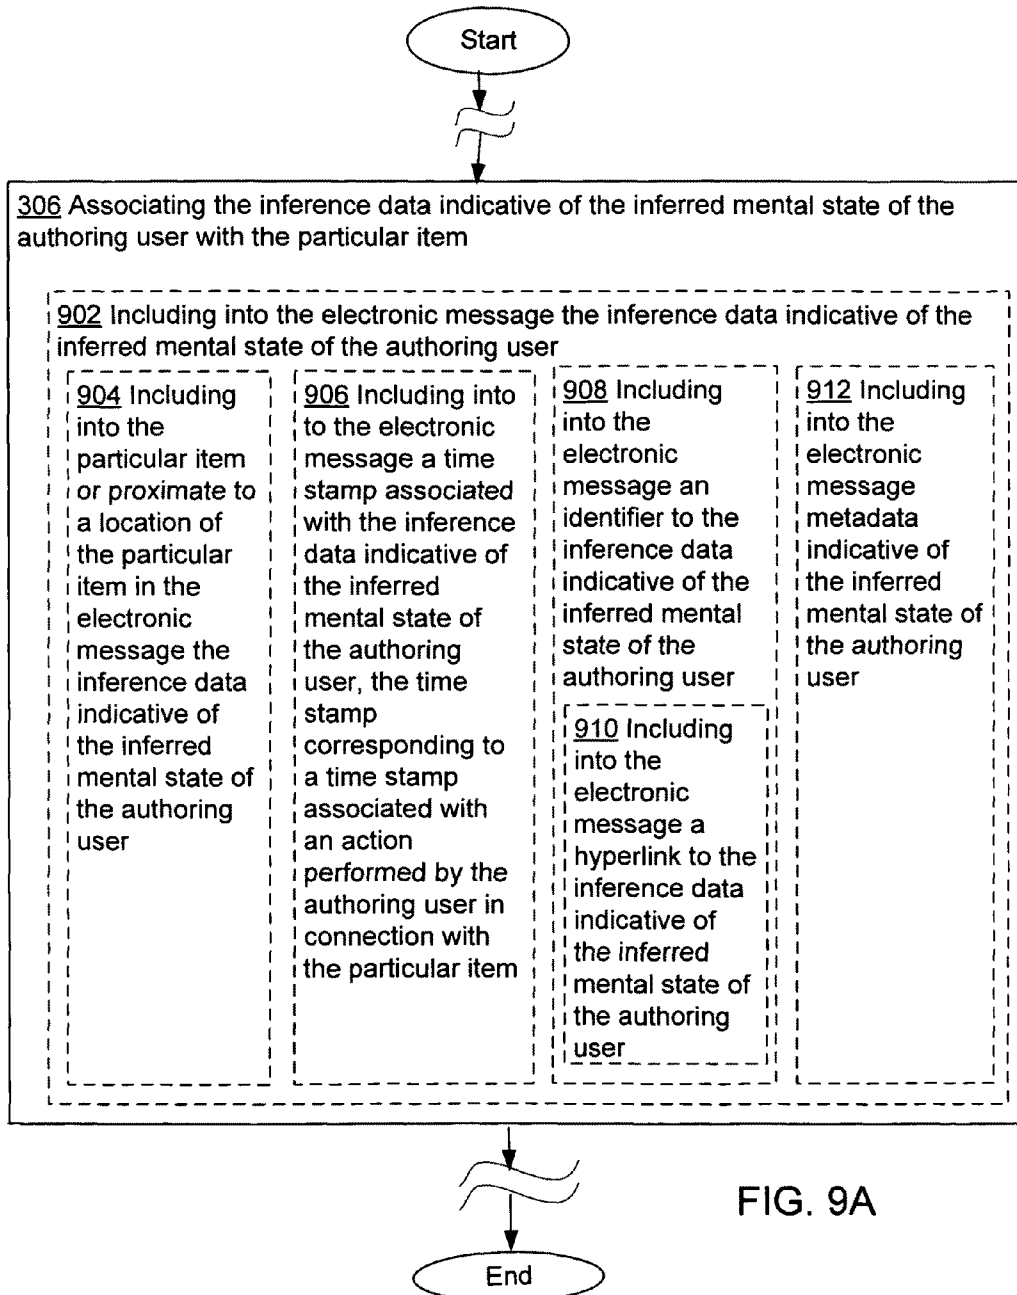 Start
306 Associating the inference data indicative of the inferred mental state of the
authoring user with the particular item
902 Including into the electronic message the inference data indicative of the
inferred mental state of the authoring user
904 Including
into the
particular item
or proximate to
a location of
the particular
item in the
electronic
message the
inference data
indicative of
the inferred
mental state of
the authoring
user
906 Including into
to the electronic
message a time
stamp associated
with the inference
data indicative of
the inferred
mental state of
the authoring
user, the time
stamp
corresponding to
a time stamp
associated with
an action
performed by the
authoring user in
connection with
the particular item
908 Including
into the
electronic
message an
identifier to the
inference data
indicative of the
inferred mental
state of the
authoring user
910 Including
into the
electronic
message a
hyperlink to the
inference data
indicative of
the inferred
mental state of
the authoring
user
912 Including
into the
electronic
message
metadata
indicative of
the inferred
mental state of
the authoring
user
FIG. 9A
End